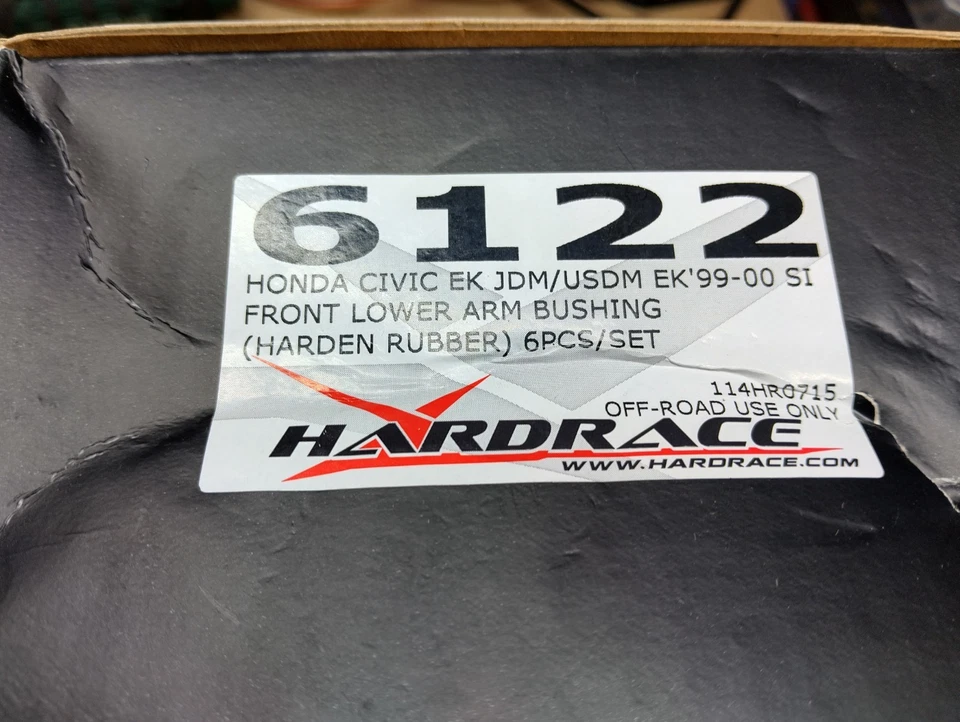 6122
HONDA CIVIC EK JDM/USDM EK'99-00 SI
FRONT LOWER ARM BUSHING
(HARDEN RUBBER) 6PCS/SET
114HR0715
OFF-ROAD USE ONLY
HARDRACE
WWW.HARDRACE.COM